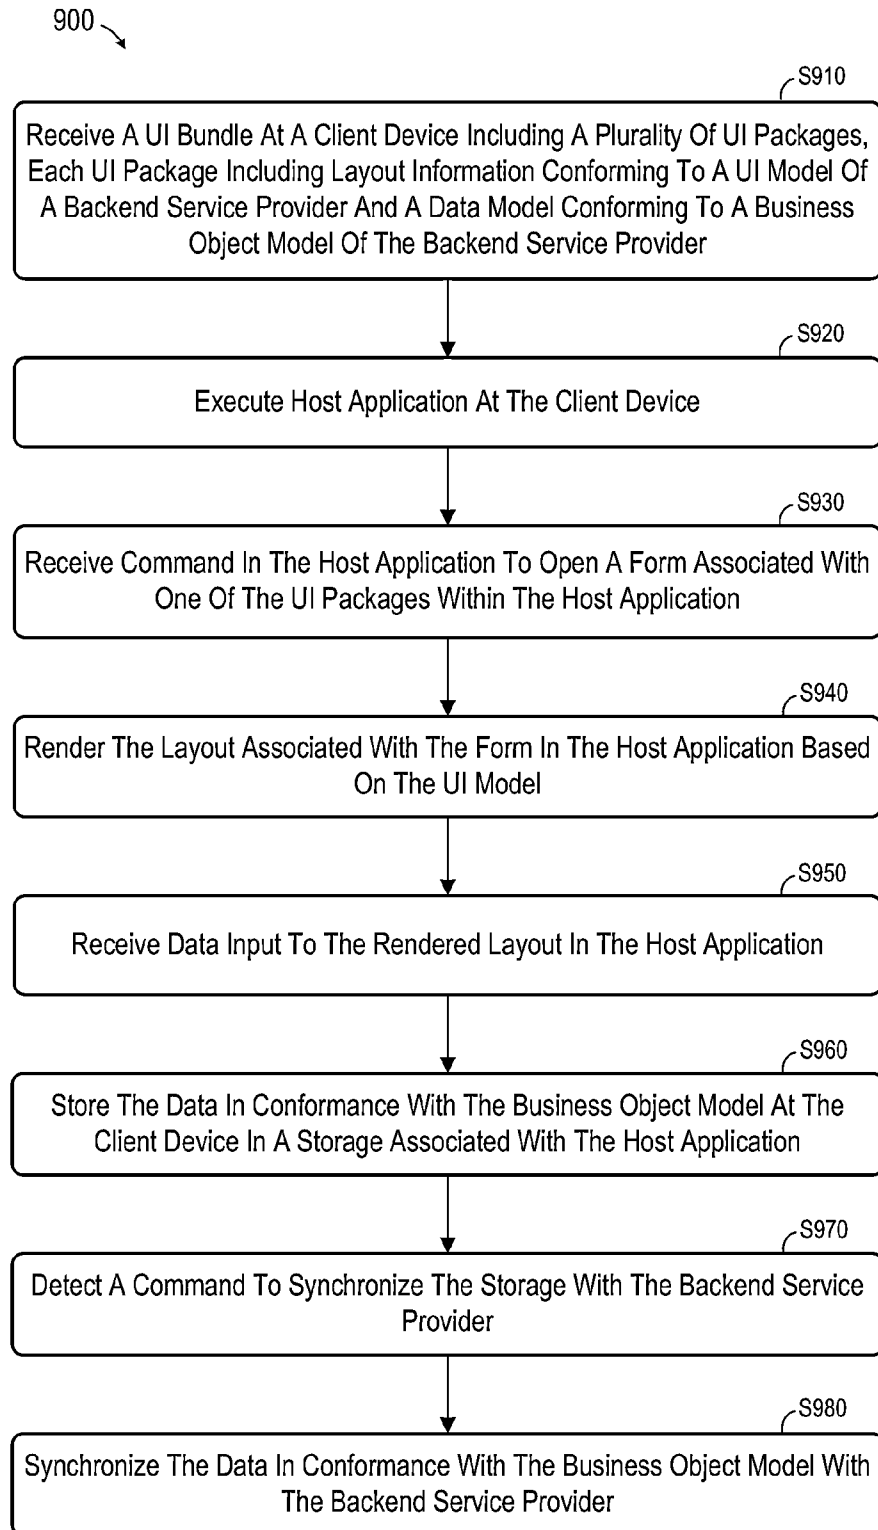 900
S910
Receive A UI Bundle At A Client Device Including A Plurality Of UI Packages,
Each UI Package Including Layout Information Conforming To A UI Model Of
A Backend Service Provider And A Data Model Conforming To A Business
Object Model Of The Backend Service Provider
S920
Execute Host Application At The Client Device
S930
Receive Command In The Host Application To Open A Form Associated With
One Of The UI Packages Within The Host Application
S940
Render The Layout Associated With The Form In The Host Application Based
On The UI Model
S950
Receive Data Input To The Rendered Layout In The Host Application
S960
Store The Data In Conformance With The Business Object Model At The
Client Device In A Storage Associated With The Host Application
S970
Detect A Command To Synchronize The Storage With The Backend Service
Provider
S980
Synchronize The Data In Conformance With The Business Object Model With
The Backend Service Provider